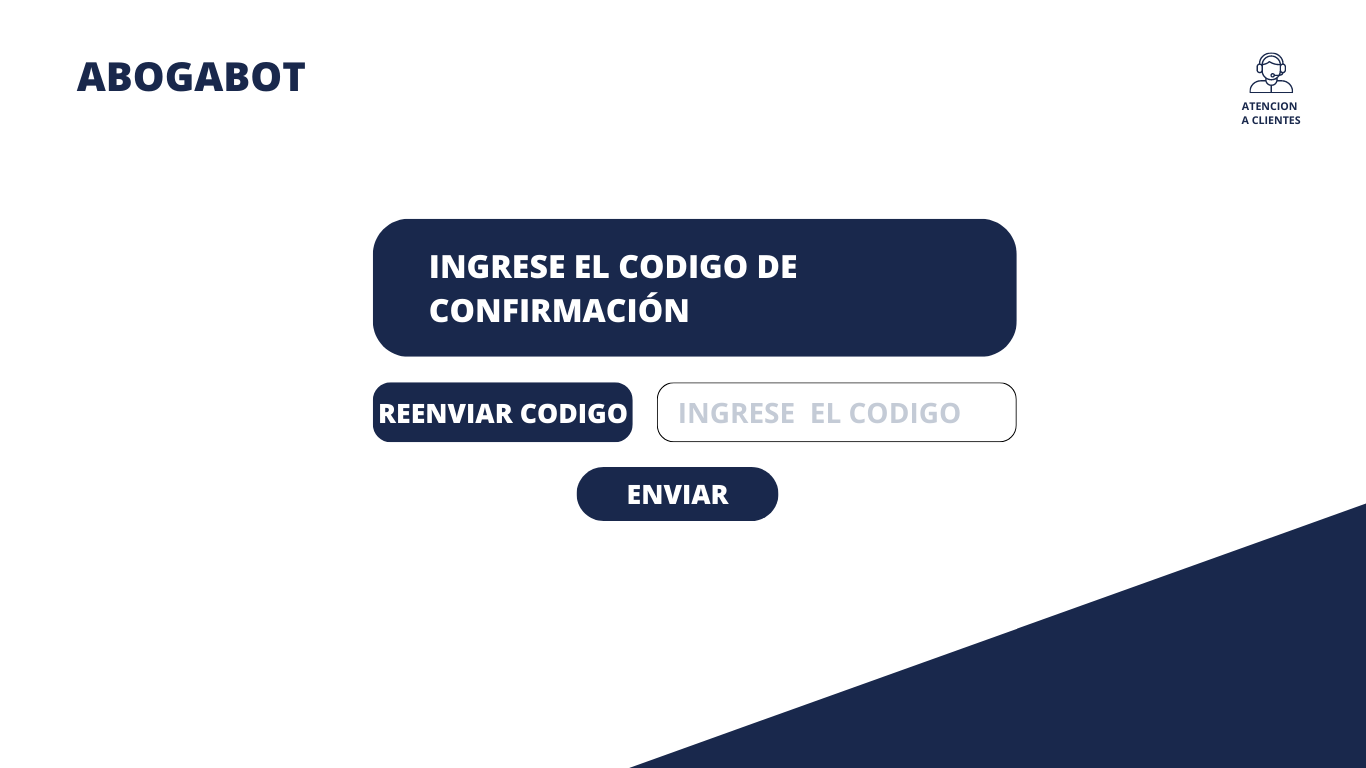 ABOGABOT
ATENCION
A CLIENTES
INGRESE EL CODIGO DE
CONFIRMACIÓN
REENVIAR CODIGO
INGRESE  EL CODIGO
ENVIAR